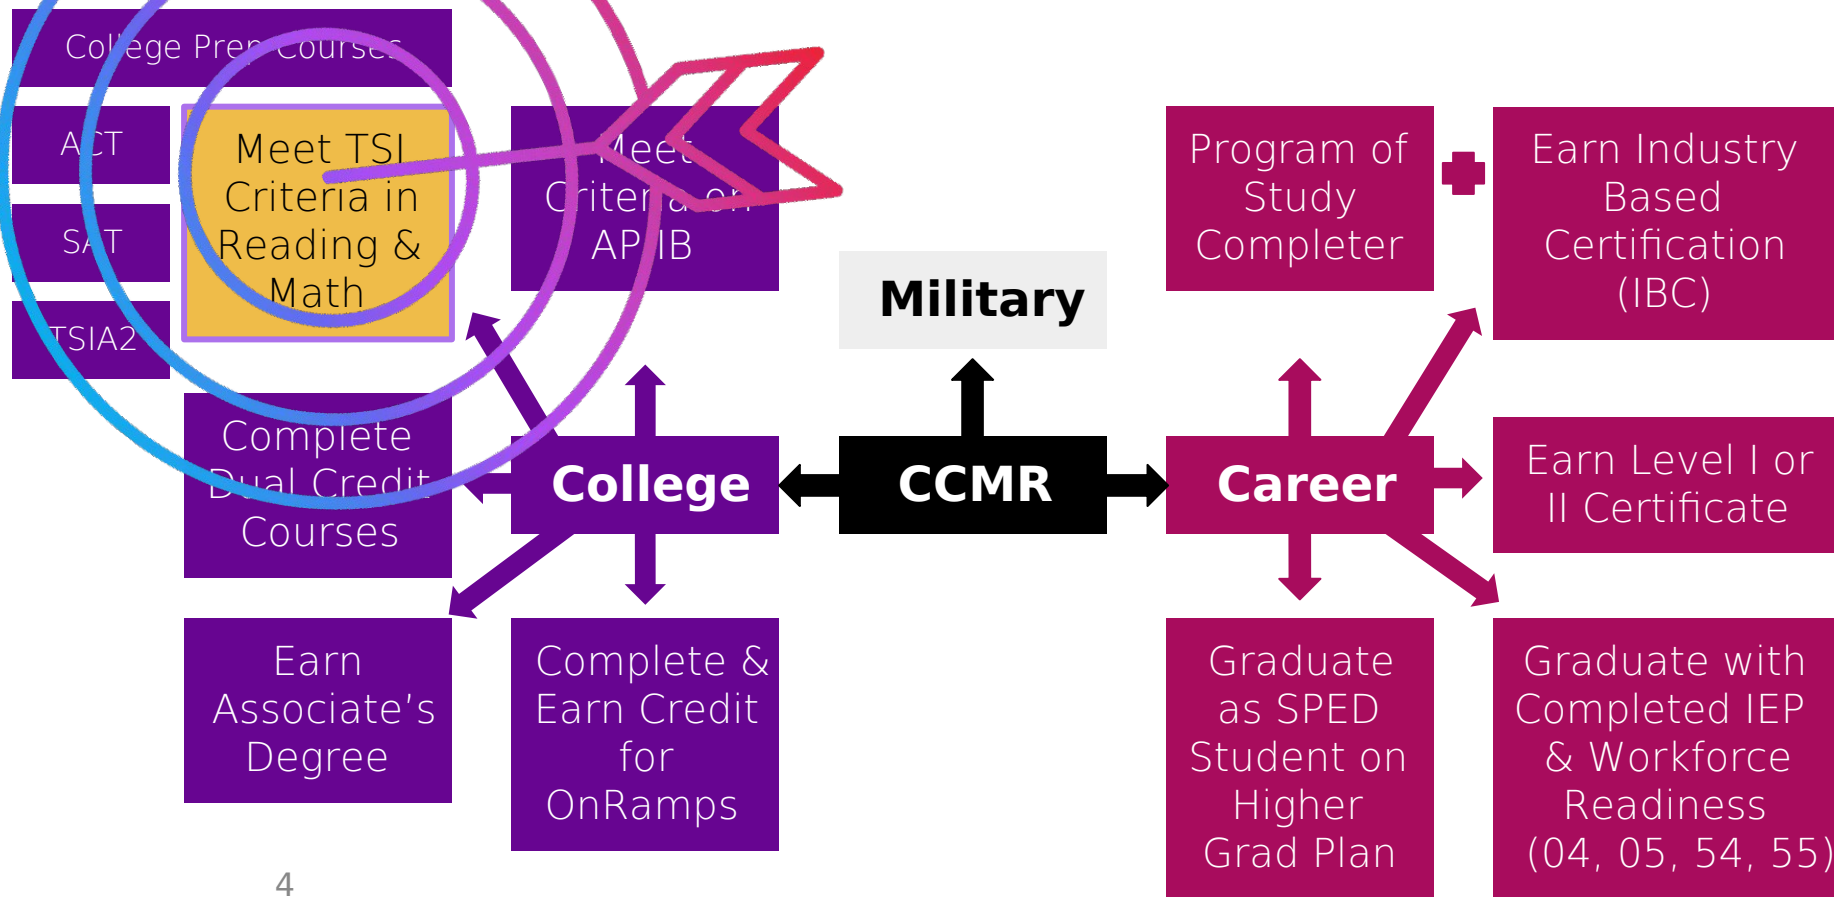 College Prep Courses
ACT
SAT
TSIA2
Meet TSI
Criteria in
Reading &
Math
Meet
Criteria on
AP IB
Military
Program of
Study
Completer
Earn Industry
Based
Certification
(IBC)
Complete
Dual Credit
Courses
College
CCMR
Career
Earn Level I or
II Certificate
Earn
Associate’s
Degree
Complete &
Earn Credit
for
OnRamps
Graduate
as SPED
Student on
Higher
Grad Plan
Graduate with
Completed IEP
& Workforce
Readiness
(04, 05, 54, 55)
4